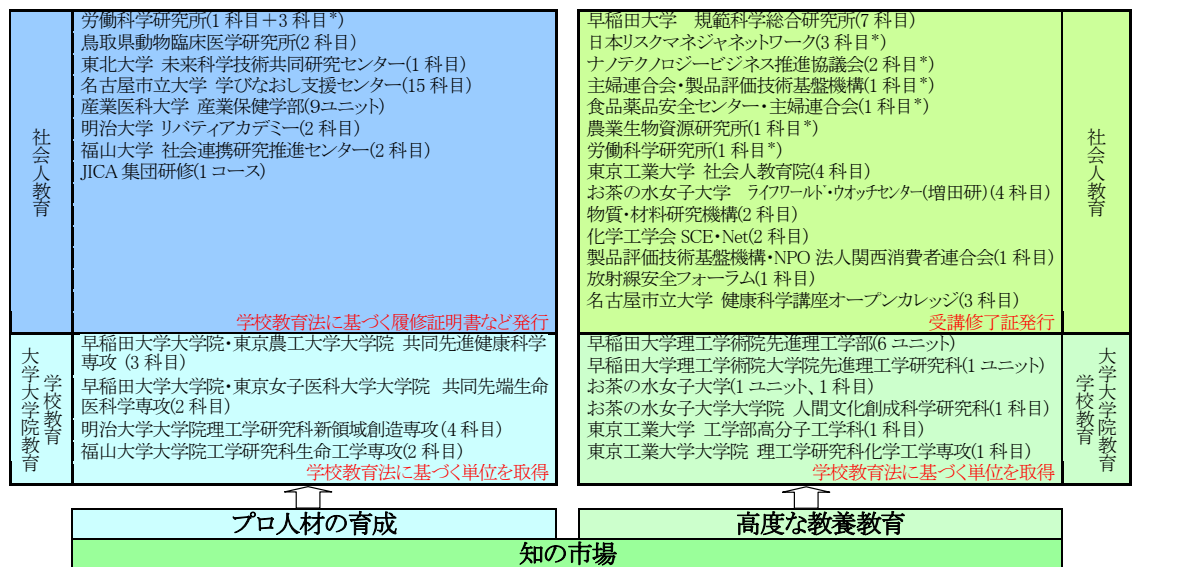 社会人教育
労働科学研究所(1 科目＋3 科目*)
鳥取県動物臨床医学研究所(2 科目)
東北大学 未来科学技術共同研究センター(1 科目)
名古屋市立大学 学びなおし支援センター(15 科目)
産業医科大学 産業保健学部(9ユニット)
明治大学 リバティアカデミー(2 科目)
福山大学 社会連携研究推進センター(2 科目)
JICA 集団研修(1 コース)
学校教育法に基づく履修証明書など発行
学校教育
大学大学院教育
早稲田大学大学院・東京農工大学大学院 共同先進健康科学
専攻 (3 科目)
早稲田大学大学院・東京女子医科大学大学院 共同先端生命
医科学専攻(2 科目)
明治大学大学院理工学研究科新領域創造専攻(4 科目)
福山大学大学院工学研究科生命工学専攻(2 科目)
学校教育法に基づく単位を取得
プロ人材の育成
早稲田大学 規範科学総合研究所(7 科目)
日本リスクマネジャネットワーク(3 科目*)
ナノテクノロジービジネス推進協議会(2 科目*)
主婦連合会・製品評価技術基盤機構(1 科目*)
食品薬品安全センター・主婦連合会(1 科目*)
農業生物資源研究所(1 科目*)
労働科学研究所(1 科目*)
東京工業大学 社会人教育院(4 科目)
お茶の水女子大学 ライフワールド・ウオッチセンター(増田研)(4 科目)
物質・材料研究機構(2 科目)
化学工学会 SCE・Net(2 科目)
製品評価技術基盤機構・NPO 法人関西消費者連合会(1 科目)
放射線安全フォーラム(1 科目)
名古屋市立大学 健康科学講座オープンカレッジ(3 科目)
受講修了証発行
社会人教育
早稲田大学理工学術院先進理工学部(6 ユニット)
早稲田大学理工学術院大学院先進理工学研究科(1 ユニット)
お茶の水女子大学(1 ユニット、1 科目)
お茶の水女子大学大学院 人間文化創成科学研究科(1 科目)
東京工業大学 工学部高分子工学科(1 科目)
東京工業大学大学院 理工学研究科化学工学専攻(1 科目)
学校教育法に基づく単位を取得
大学大学院教育
学校教育
高度な教養教育
知の市場